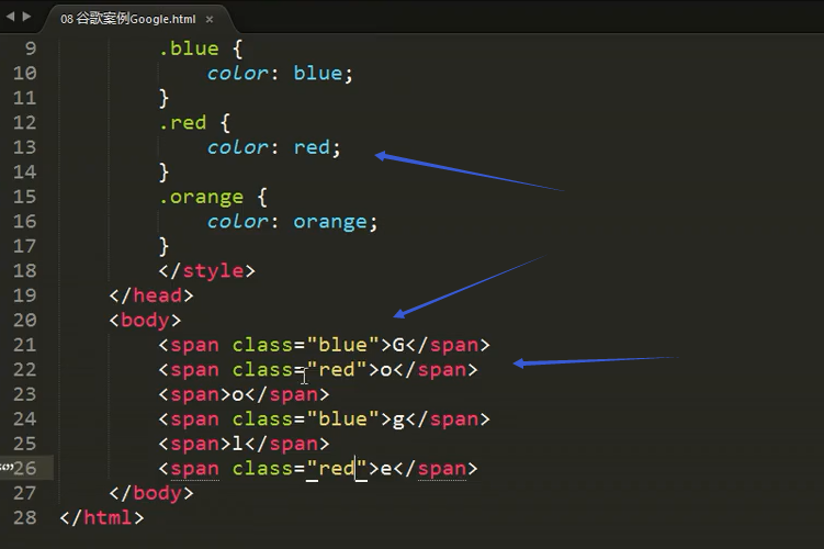 08 谷歌案例Google.html ×
9 .blue {
10 color: blue;
11 }
12 .red {
13 color: red;
14 }
15 .orange {
16 color: orange;
17 }
18 </style>
19 </head>
20 <body>
21 <span class="blue">G</span>
22 <span class="red">o</span>
23 <span>o</span>
24 <span class="blue">g</span>
25 <span>l</span>
26 <span class="red">e</span>
27 </body>
28 </html>